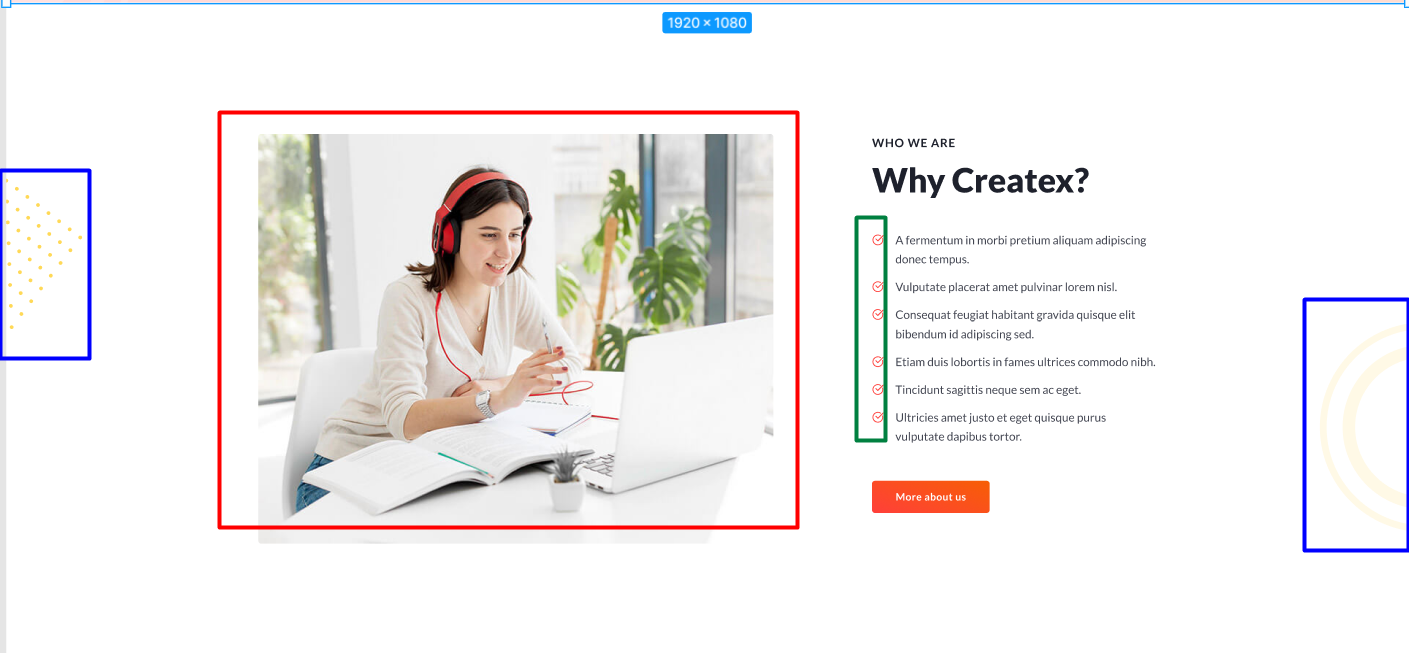 1920 × 1080
WHO WE ARE
Why Createx?
A fermentum in morbi pretium aliquam adipiscing
donec tempus.
Vulputate placerat amet pulvinar lorem nisl.
Consequat feugiat habitant gravida quisque elit
bibendum id adipiscing sed.
Etiam duis lobortis in fames ultrices commodo nibh.
Tincidunt sagittis neque sem ac eget.
Ultricies amet justo et eget quisque purus
vulputate dapibus tortor.
More about us